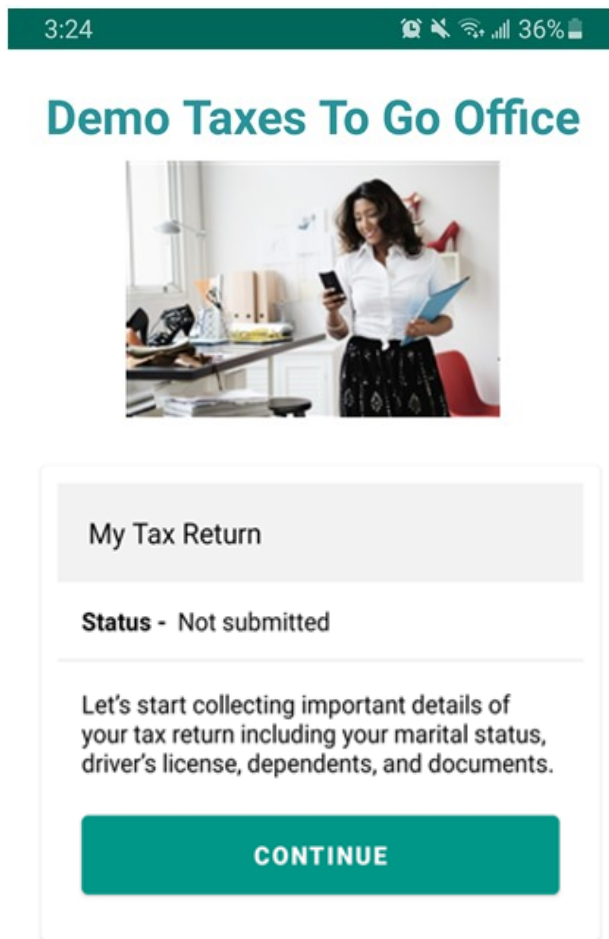 3:24 36%
Demo Taxes To Go Office
My Tax Return
Status - Not submitted
Let's start collecting important details of
your tax return including your marital status,
driver's license, dependents, and documents.
CONTINUE